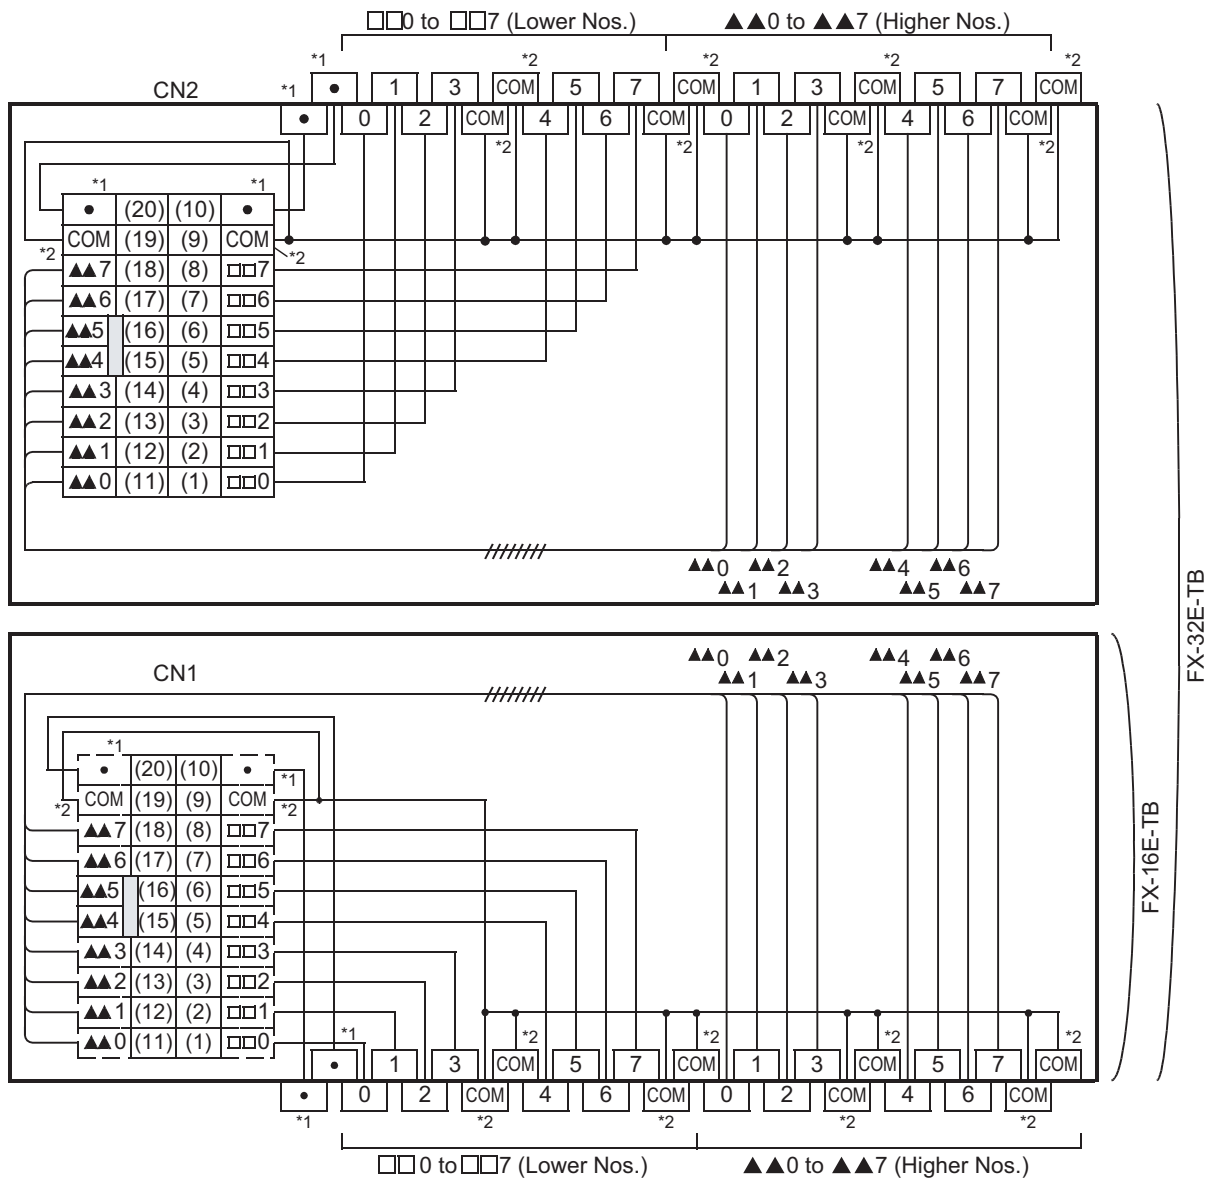 □□0 to □□7 (Lower Nos.) ▲▲0 to ▲▲7 (Higher Nos.)
*1 *2 *2 *2 *2
CN2 *1 • 1 3 COM 5 7 COM 1 3 COM 5 7 COM
• 0 2 COM 4 6 COM 0 2 COM 4 6 COM
*2 *2 *2 *2
*1 *1
• (20) (10) •
COM (19) (9) COM
*2 *2
▲▲7 (18) (8) □□7
▲▲6 (17) (7) □□6
▲▲5 (16) (6) □□5
▲▲4 (15) (5) □□4
▲▲3 (14) (4) □□3
▲▲2 (13) (3) □□2
▲▲1 (12) (2) □□1
▲▲0 (11) (1) □□0
▲▲0 ▲▲2 ▲▲4 ▲▲6
▲▲1 ▲▲3 ▲▲5 ▲▲7
FX-32E-TB
CN1
▲▲0 ▲▲2 ▲▲4 ▲▲6
▲▲1 ▲▲3 ▲▲5 ▲▲7
*1
• (20) (10) • *1
COM (19) (9) COM
*2 *2
▲▲7 (18) (8) □□7
▲▲6 (17) (7) □□6
▲▲5 (16) (6) □□5
▲▲4 (15) (5) □□4
▲▲3 (14) (4) □□3
▲▲2 (13) (3) □□2
▲▲1 (12) (2) □□1
▲▲0 (11) (1) □□0
FX-16E-TB
*1 *2 *2 *2 *2
• 1 3 COM 5 7 COM 1 3 COM 5 7 COM
• 0 2 COM 4 6 COM 0 2 COM 4 6 COM
*1 *2 *2 *2 *2
□□0 to □□7 (Lower Nos.) ▲▲0 to ▲▲7 (Higher Nos.)